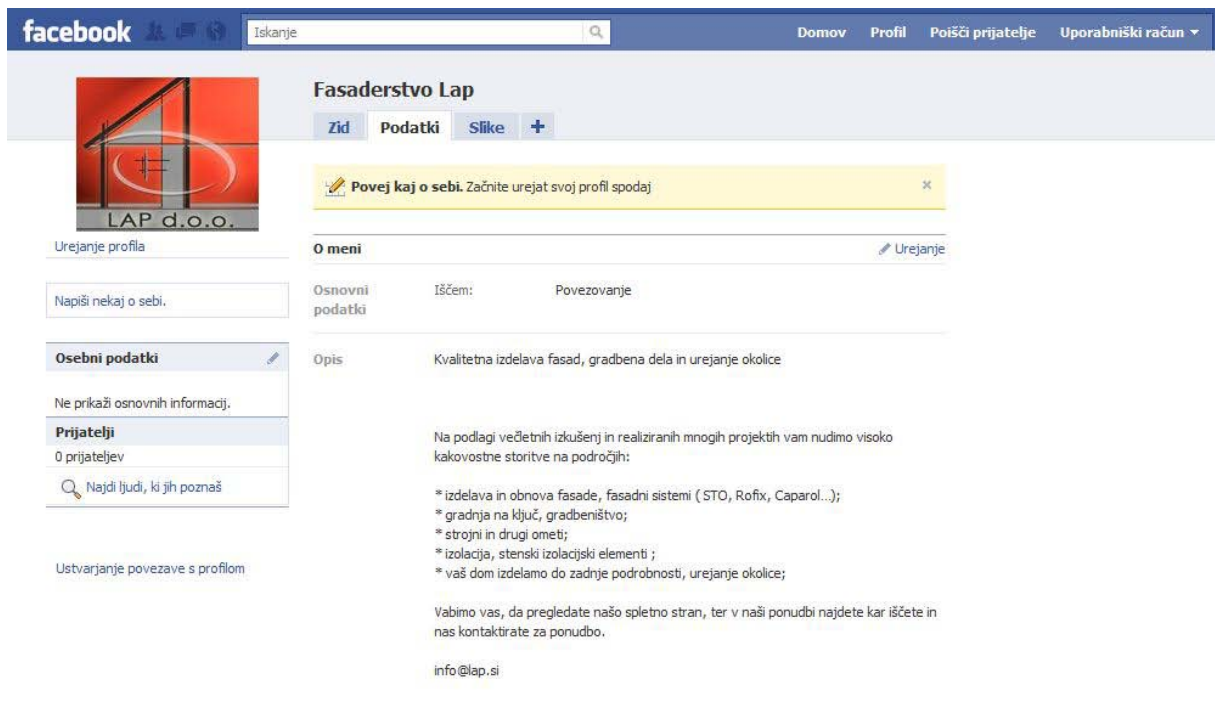 facebook
Iskanje
Domov Profil Poišči prijatelje Uporabniški račun
LAP d.o.o.
Urejanje profila
Napiši nekaj o sebi.
Osebni podatki
Ne prikaži osnovnih informacij.
Prijatelji
0 prijateljev
Najdi ljudi, ki jih poznaš
Ustvarjanje povezave s profilom
Fasaderstvo Lap
Zid Podatki Slike +
Povej kaj o sebi. Začnite urejat svoj profil spodaj
O meni Urejanje
Osnovni podatki
Iščem: Povezovanje
Opis
Kvalitetna izdelava fasad, gradbena dela in urejanje okolice
Na podlagi večletnih izkušenj in realiziranih mnogih projektih vam nudimo visoko
kakovostne storitve na področjih:
* izdelava in obnova fasade, fasadni sistemi ( STO, Rofix, Caparol...);
* gradnja na ključ, gradbeništvo;
* strojni in drugi ometi;
* izolacija, stenski izolacijski elementi ;
* vaš dom izdelamo do zadnje podrobnosti, urejanje okolice;
Vabimo vas, da pregledate našo spletno stran, ter v naši ponudbi najdete kar iščete in
nas kontaktirate za ponudbo.
info@lap.si